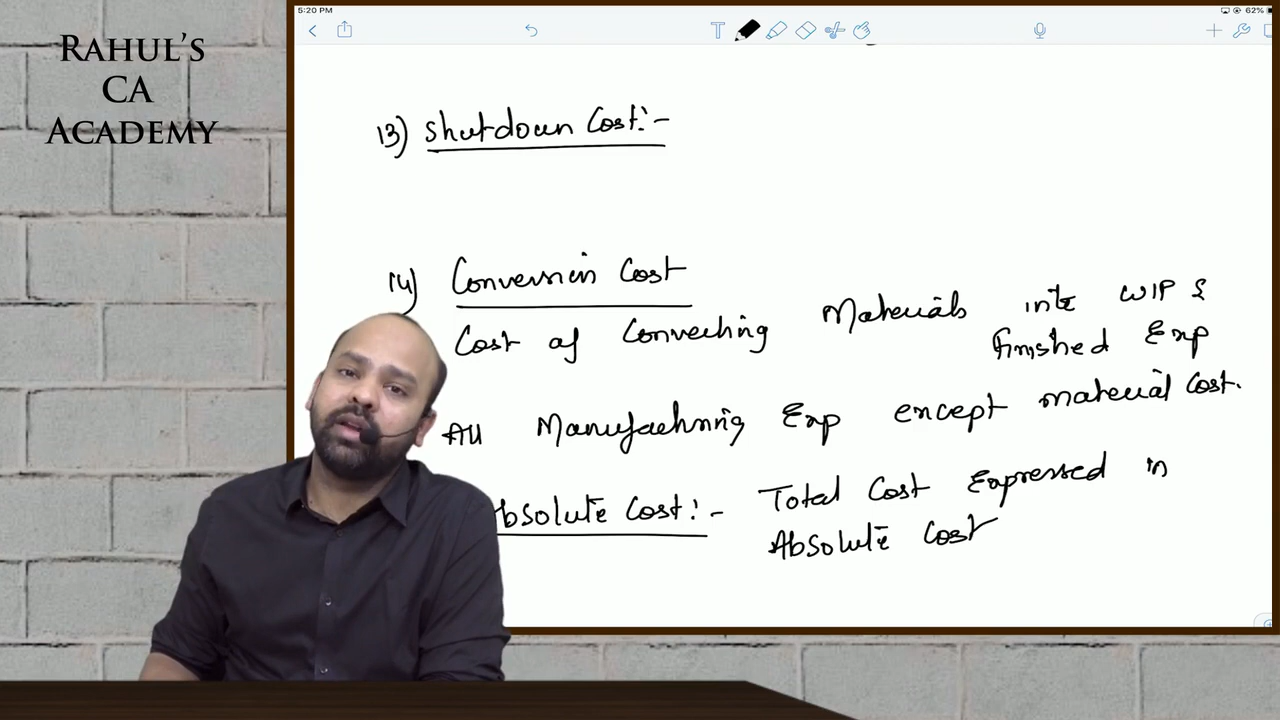 RAHUL'S
CA
ACADEMY
5:20 PM
62%
T
13) Shutdown Cost:-
14) Conversion Cost
Cost of Converting Materials into WIP &
finished Exp
All Manufacturing Exp except material Cost.
bsolute Cost:- Total Cost Expressed in
Absolute Cost